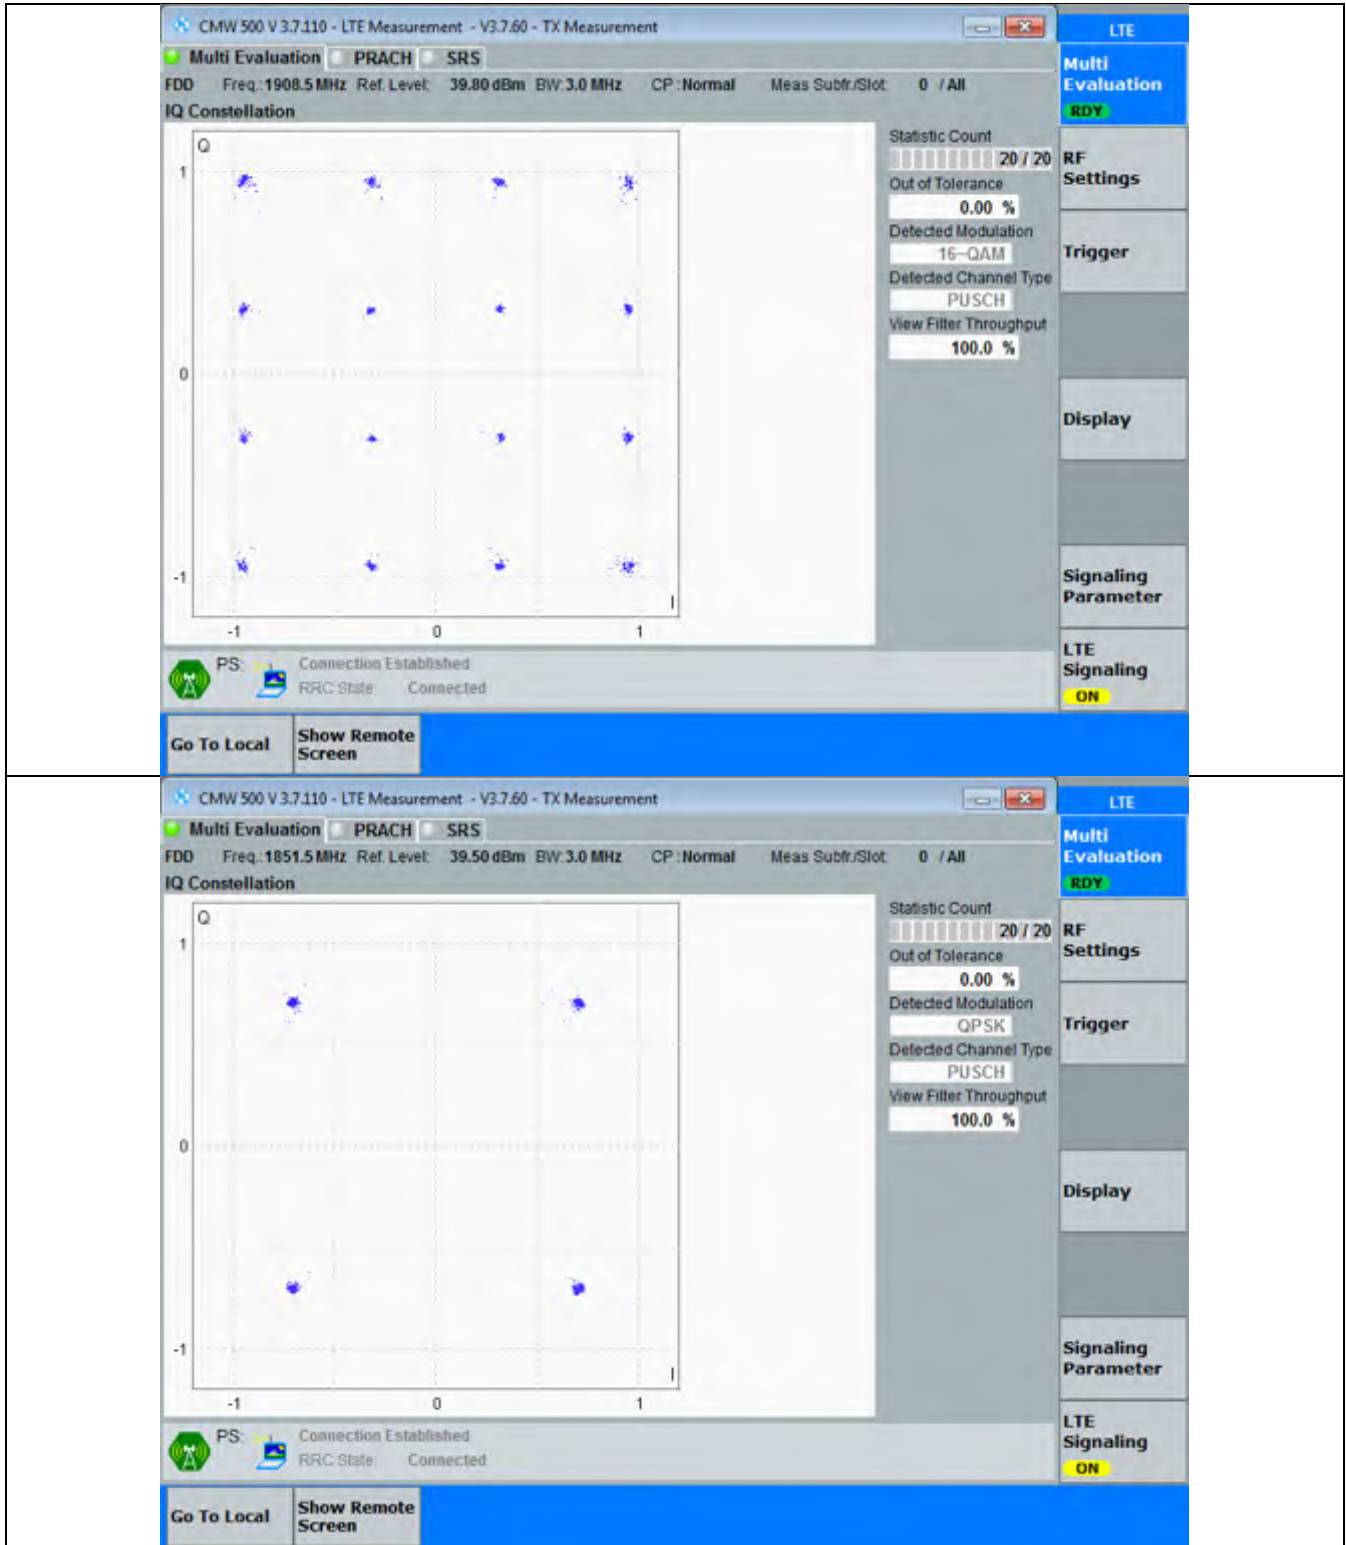 CMW 500 V 3.7.110 - LTE Measurement - V3.7.60 - TX Measurement
LTE
Multi Evaluation PRACH SRS
Multi
Evaluation
RDY
FDD Freq.:1908.5 MHz Ref. Level: 39.80 dBm BW:3.0 MHz CP :Normal Meas Subfr./Slot: 0 / All
IQ Constellation
Q
1
0
-1
-1 0 1
I
Statistic Count
20 / 20
Out of Tolerance
0.00 %
Detected Modulation
16-QAM
Detected Channel Type
PUSCH
View Filter Throughput
100.0 %
RF
Settings
Trigger
Display
Signaling
Parameter
LTE
Signaling
ON
PS: Connection Established
RRC State: Connected
Go To Local
Show Remote
Screen
CMW 500 V 3.7.110 - LTE Measurement - V3.7.60 - TX Measurement
LTE
Multi Evaluation PRACH SRS
Multi
Evaluation
RDY
FDD Freq.:1851.5 MHz Ref. Level: 39.50 dBm BW:3.0 MHz CP :Normal Meas Subfr./Slot: 0 / All
IQ Constellation
Q
1
0
-1
-1 0 1
I
Statistic Count
20 / 20
Out of Tolerance
0.00 %
Detected Modulation
QPSK
Detected Channel Type
PUSCH
View Filter Throughput
100.0 %
RF
Settings
Trigger
Display
Signaling
Parameter
LTE
Signaling
ON
PS: Connection Established
RRC State: Connected
Go To Local
Show Remote
Screen